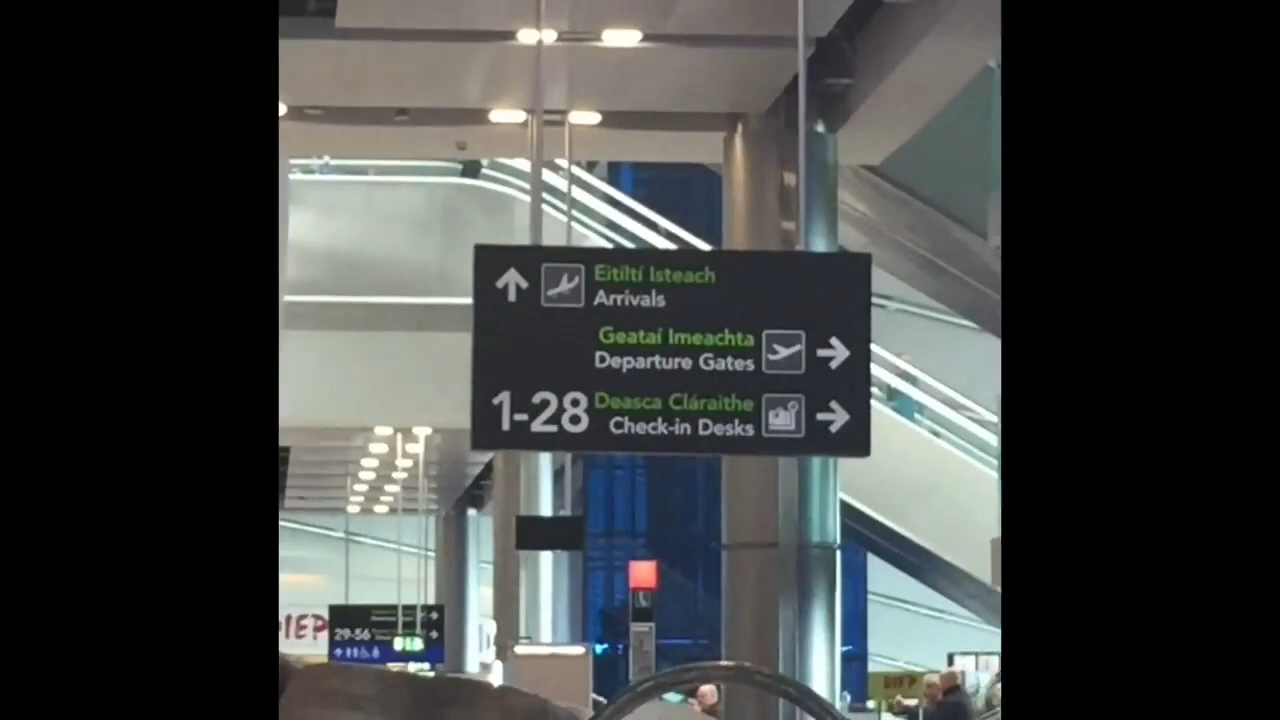 Eitiltí Isteach
Arrivals
Geataí Imeachta
Departure Gates
1-28 Deasca Cláraithe
Check-in Desks
29-56